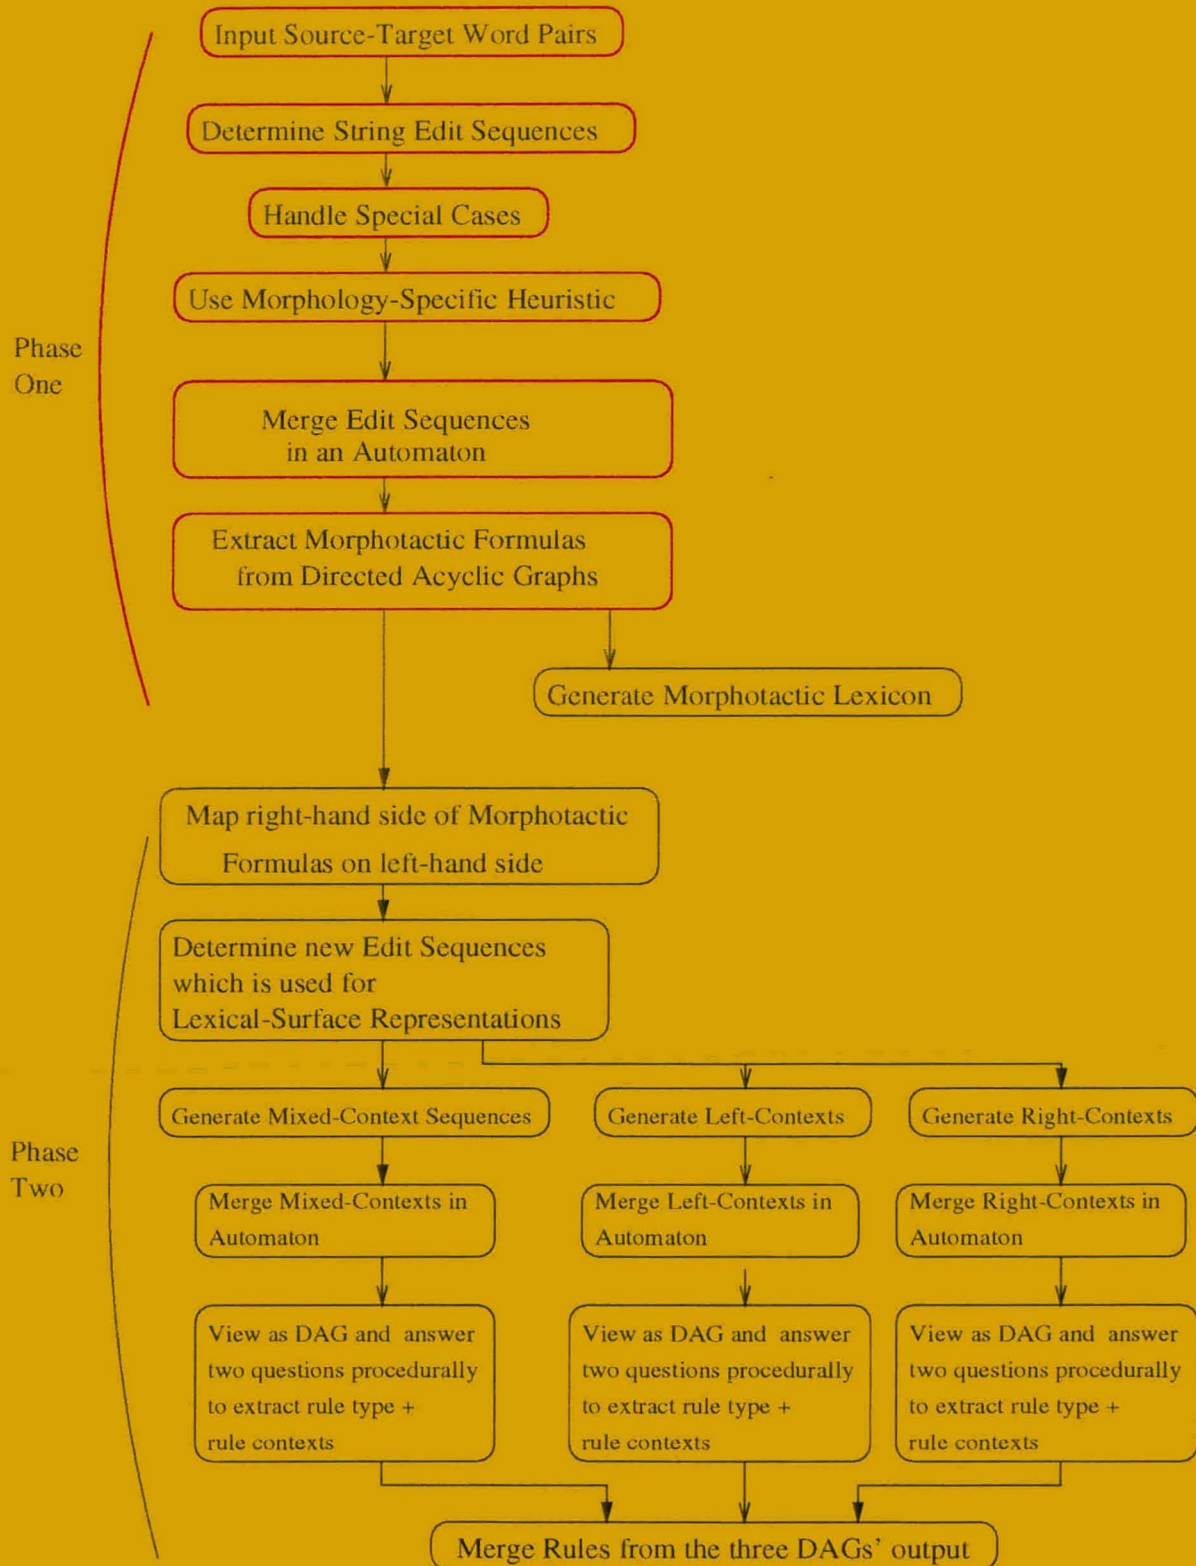 Input Source-Target Word Pairs
Determine String Edit Sequences
Handle Special Cases
Use Morphology-Specific Heuristic
Phase
One
Merge Edit Sequences
in an Automaton
Extract Morphotactic Formulas
from Directed Acyclic Graphs
Generate Morphotactic Lexicon
Map right-hand side of Morphotactic
Formulas on left-hand side
Determine new Edit Sequences
which is used for
Lexical-Surface Representations
Phase
Two
Generate Mixed-Context Sequences
Generate Left-Contexts
Generate Right-Contexts
Merge Mixed-Contexts in
Automaton
Merge Left-Contexts in
Automaton
Merge Right-Contexts in
Automaton
View as DAG and answer
two questions procedurally
to extract rule type +
rule contexts
View as DAG and answer
two questions procedurally
to extract rule type +
rule contexts
View as DAG and answer
two questions procedurally
to extract rule type +
rule contexts
Merge Rules from the three DAGs' output